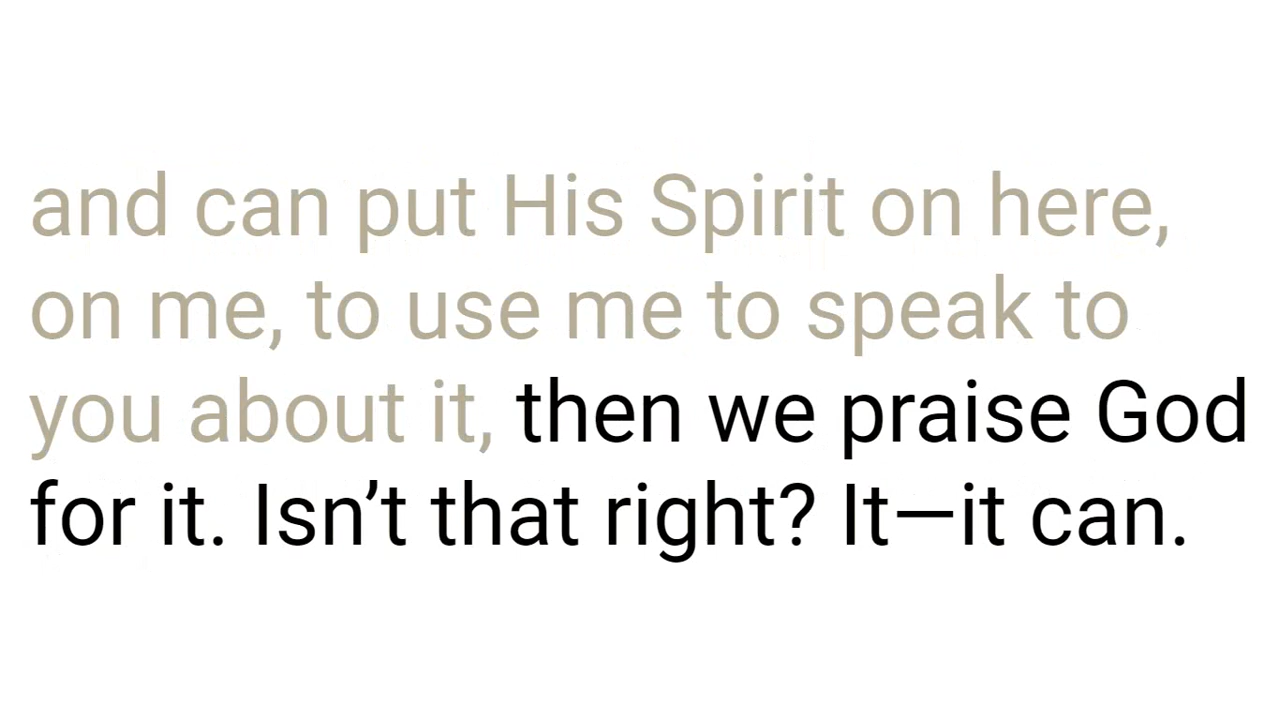 and can put His Spirit on here,
on me, to use me to speak to
you about it, then we praise God
for it. Isn’t that right? It—it can.